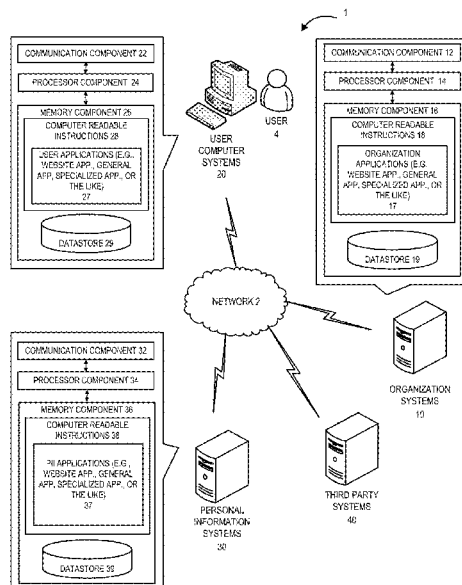 1
COMMUNICATION COMPONENT 22
PROCESSOR COMPONENT 24
MEMORY COMPONENT 25
COMPUTER READABLE
INSTRUCTIONS 28
USER APPLICATIONS (E.G.,
WEBSITE APP., GENERAL
APP, SPECIALIZED APP., OR
THE LIKE)
27
DATASTORE 29
USER
COMPUTER
SYSTEMS
20
USER
4
COMMUNICATION COMPONENT 12
PROCESSOR COMPONENT 14
MEMORY COMPONENT 16
COMPUTER READABLE
INSTRUCTIONS 18
ORGANIZATION
APPLICATIONS (E.G.
WEBSITE APP., GENERAL
APP, SPECIALIZED APP., OR
THE LIKE)
17
DATASTORE 19
NETWORK 2
ORGANIZATION
SYSTEMS
10
COMMUNICATION COMPONENT 32
PROCESSOR COMPONENT 34
MEMORY COMPONENT 36
COMPUTER READABLE
INSTRUCTIONS 38
PII APPLICATIONS (E.G.,
WEBSITE APP., GENERAL
APP, SPECIALIZED APP., OR
THE LIKE)
37
DATASTORE 39
PERSONAL
INFORMATION
SYSTEMS
30
THIRD PARTY
SYSTEMS
40